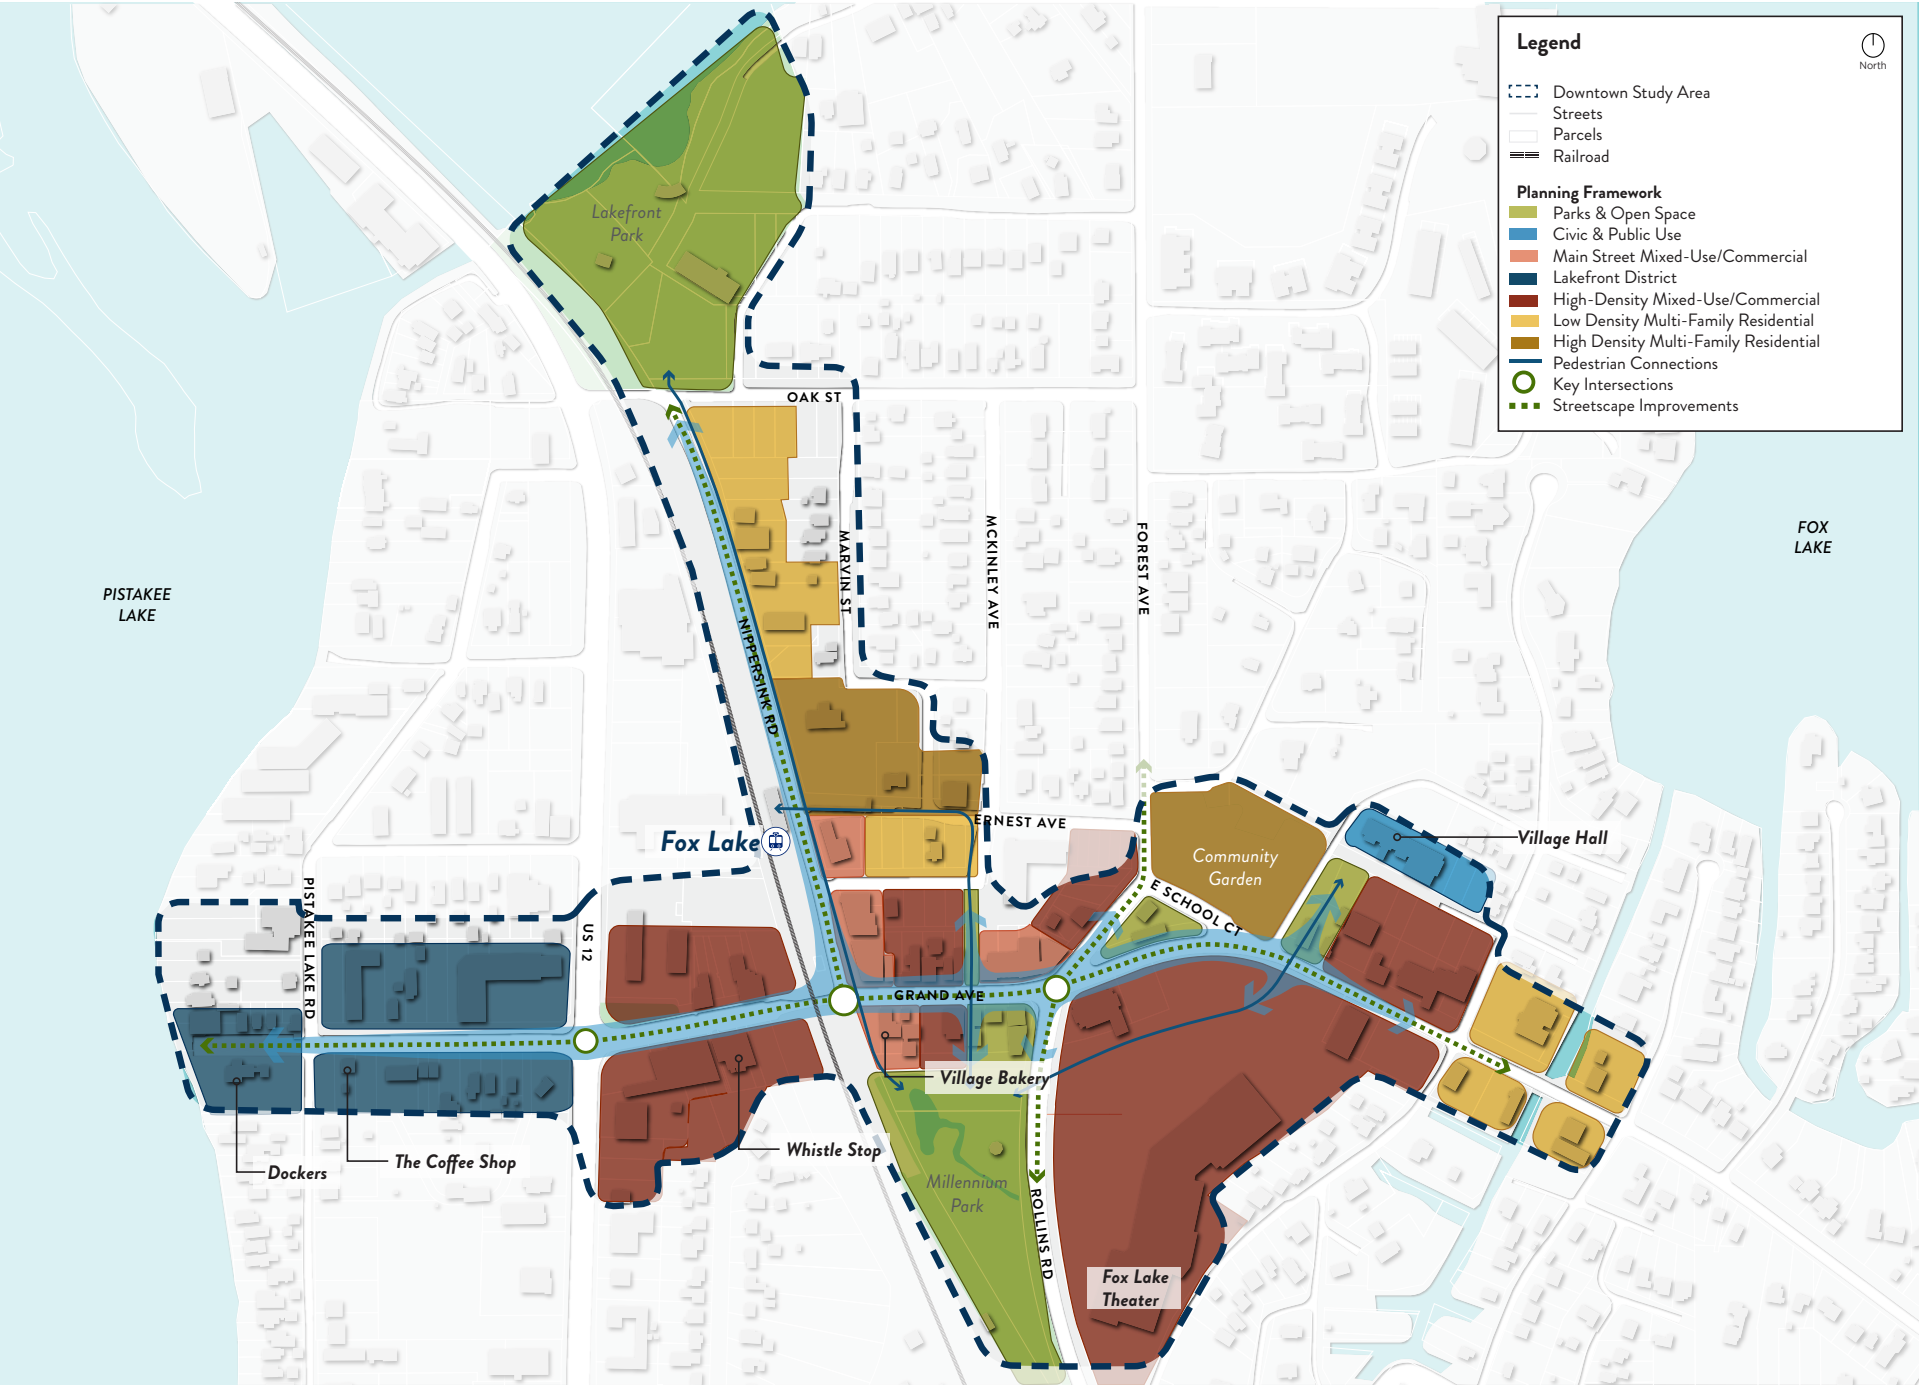 Legend
North
Downtown Study Area
Streets
Parcels
Railroad
Planning Framework
Parks & Open Space
Civic & Public Use
Main Street Mixed-Use/Commercial
Lakefront District
High-Density Mixed-Use/Commercial
Low Density Multi-Family Residential
High Density Multi-Family Residential
Pedestrian Connections
Key Intersections
Streetscape Improvements
Lakefront
Park
OAK ST
MARVIN ST
MCKINLEY AVE
FOREST AVE
FOX
LAKE
PISTAKEE
LAKE
NIPPERSINK RD
ERNEST AVE
Fox Lake
Village Hall
Community
Garden
E SCHOOL CT
PISTAKEE LAKE RD
US 12
GRAND AVE
Village Bakery
Whistle Stop
The Coffee Shop
Dockers
Millennium
Park
ROLLINS RD
Fox Lake
Theater